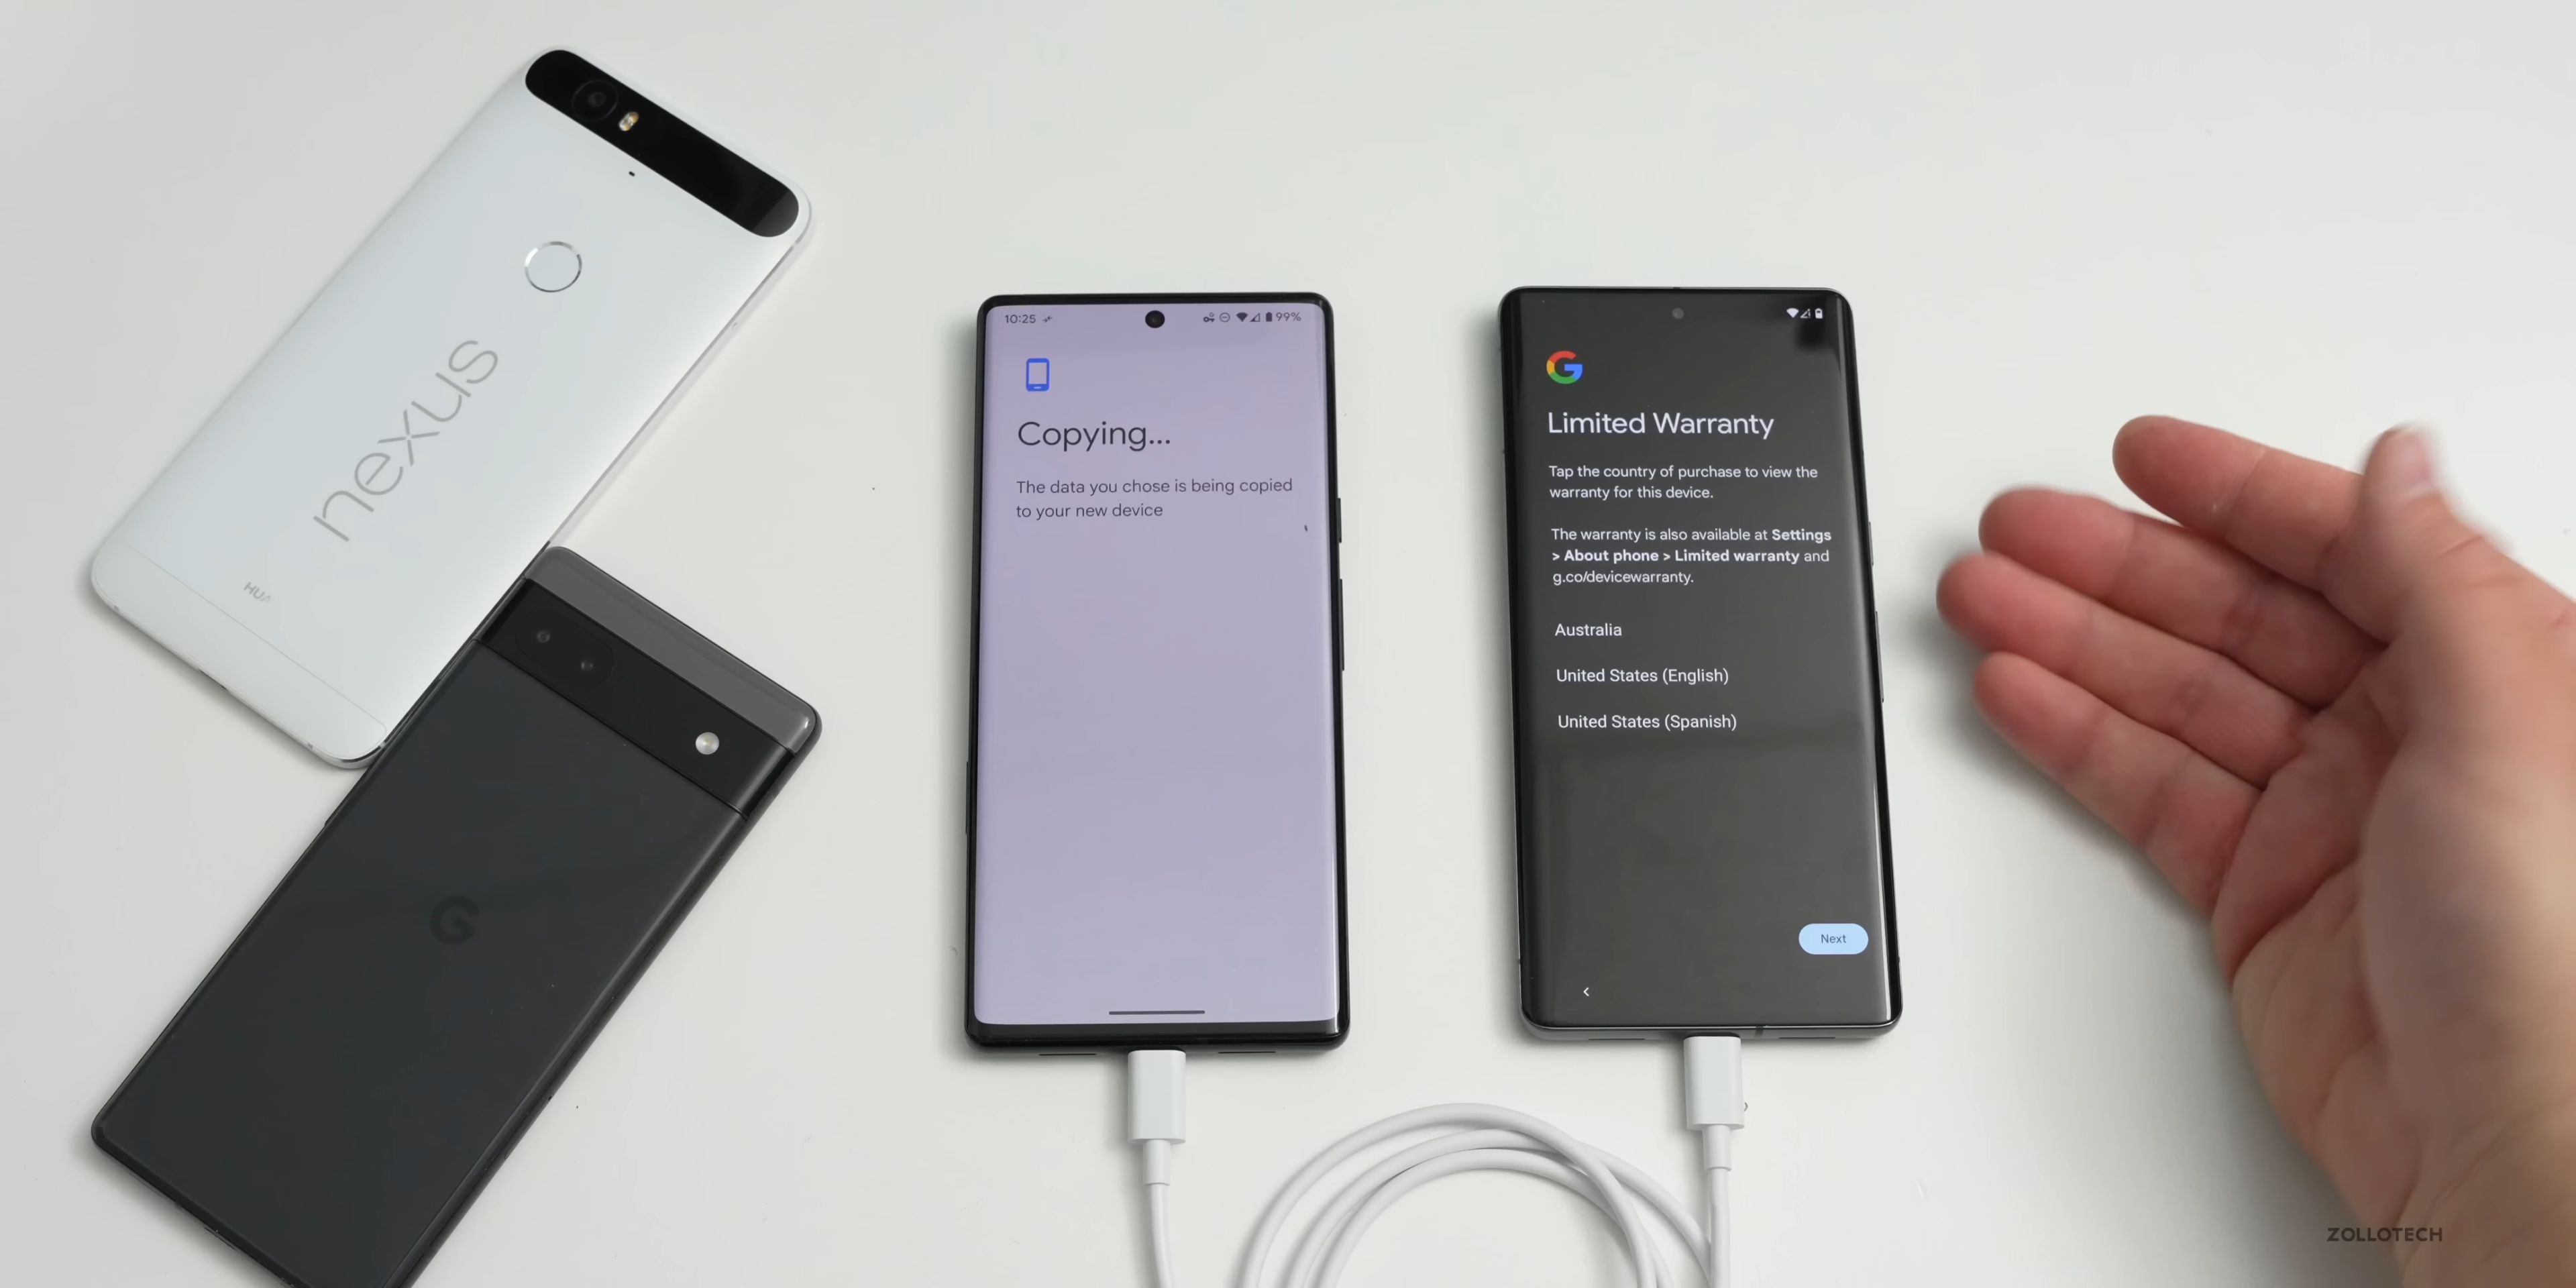 nexus
HUA
10:25
99%
Copying...
The data you chose is being copied
to your new device
Limited Warranty
Tap the country of purchase to view the
warranty for this device.
The warranty is also available at Settings
> About phone > Limited warranty and
g.co/devicewarranty.
Australia
United States (English)
United States (Spanish)
Next
ZOLLOTECH